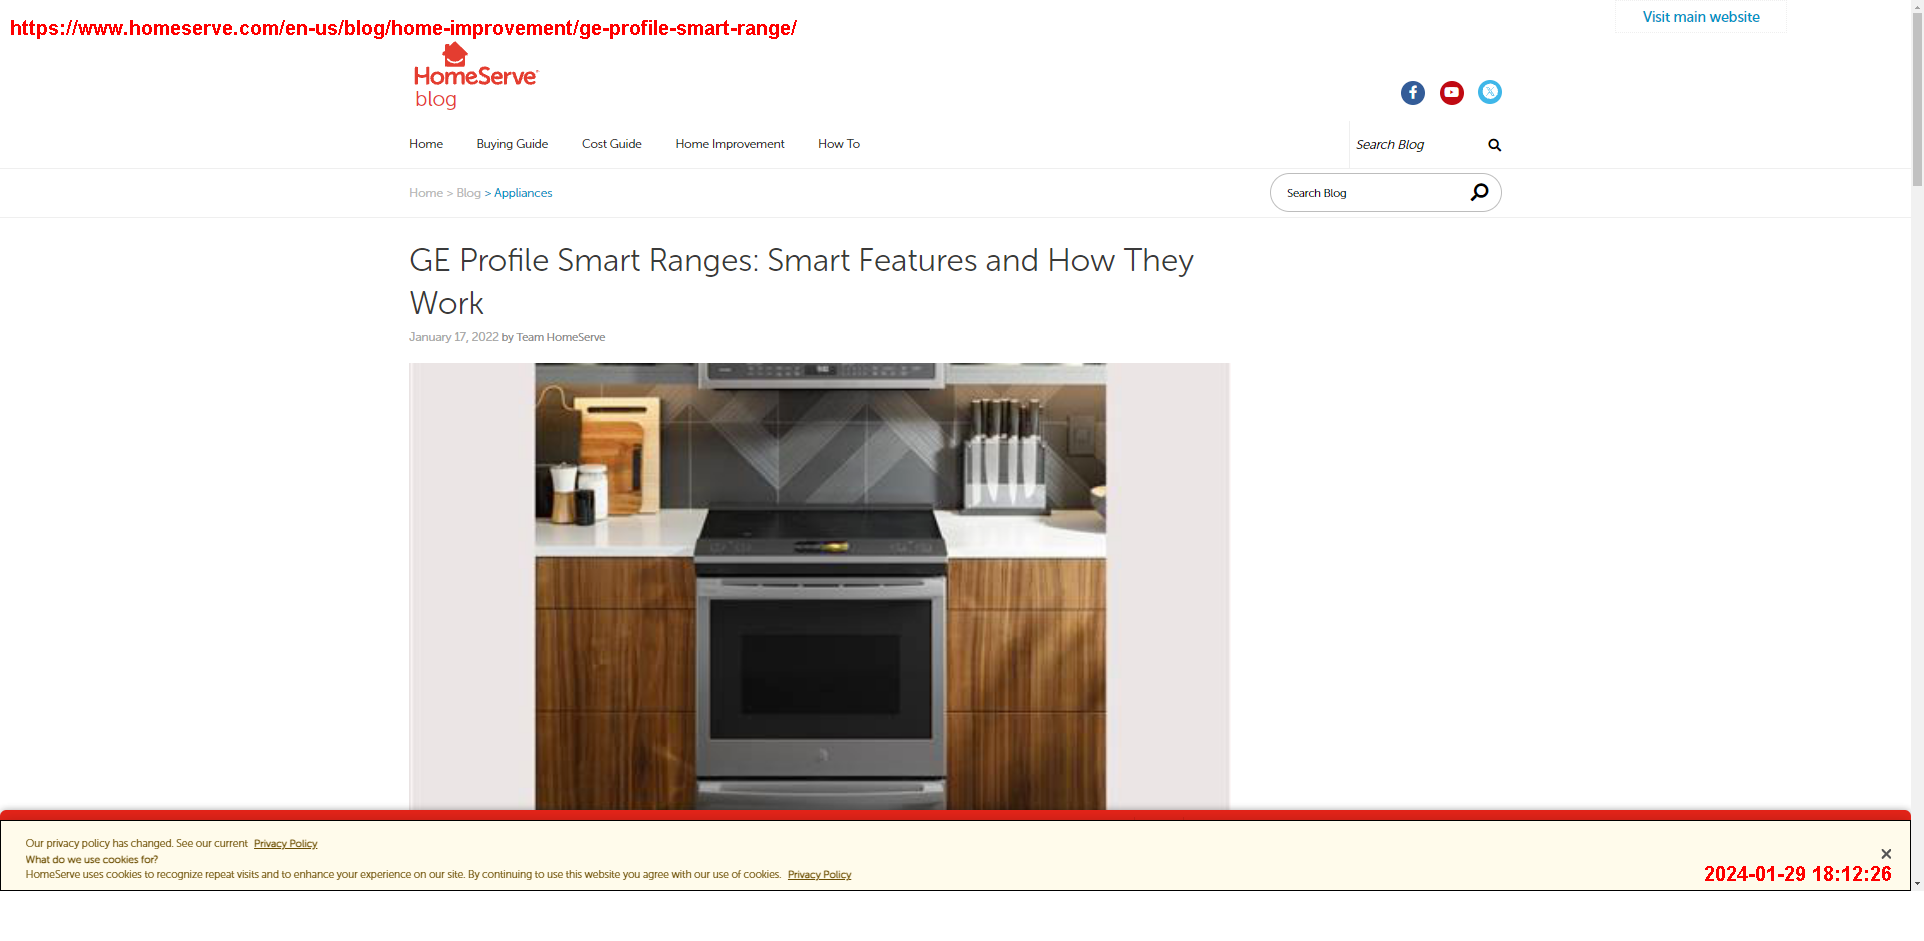 https://www.homeserve.com/en-us/blog/home-improvement/ge-profile-smart-range/
Visit main website
HomeServe
blog
Home Buying Guide Cost Guide Home Improvement How To
Search Blog
Home > Blog > Appliances
Search Blog
GE Profile Smart Ranges: Smart Features and How They
Work
January 17, 2022 by Team HomeServe
Our privacy policy has changed. See our current Privacy Policy
What do we use cookies for?
HomeServe uses cookies to recognize repeat visits and to enhance your experience on our site. By continuing to use this website you agree with our use of cookies. Privacy Policy
2024-01-29 18:12:26